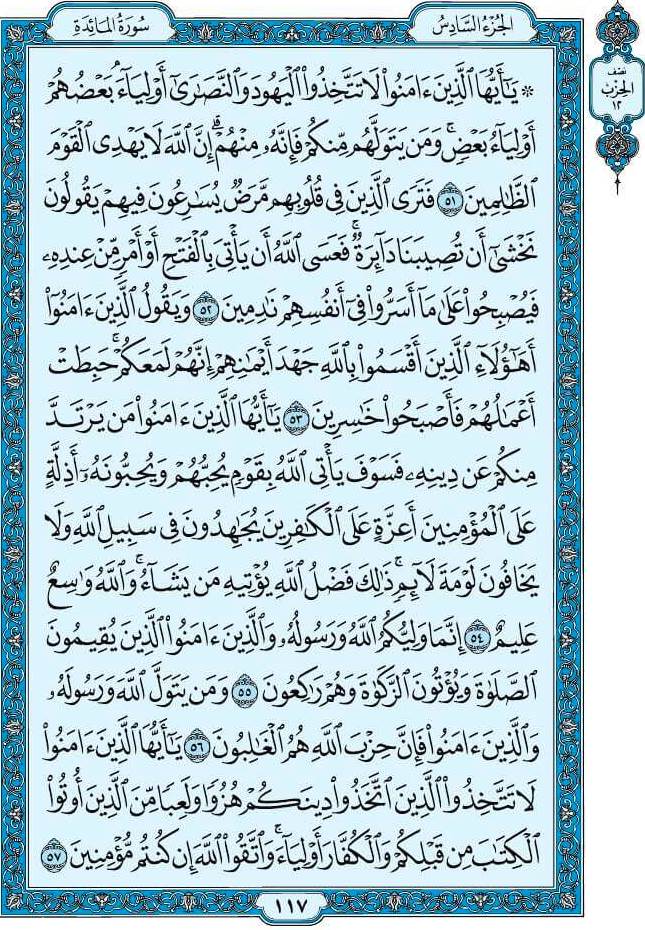 الجُزْءُ السَّادِسُ
سُورَةُ المَائِدَةِ
نصف
الحزب
١٢
۞ يَـٰٓأَيُّهَا ٱلَّذِينَ ءَامَنُوا۟ لَا تَتَّخِذُوا۟ ٱلْيَهُودَ وَٱلنَّصَـٰرَىٰٓ أَوْلِيَآءَۘ بَعْضُهُمْ
أَوْلِيَآءُ بَعْضٍۚ وَمَن يَتَوَلَّهُم مِّنكُمْ فَإِنَّهُۥ مِنْهُمْۗ إِنَّ ٱللَّهَ لَا يَهْدِى ٱلْقَوْمَ
ٱلظَّـٰلِمِينَ ٥١ فَتَرَى ٱلَّذِينَ فِى قُلُوبِهِم مَّرَضٌ يُسَـٰرِعُونَ فِيهِمْ يَقُولُونَ
نَخْشَىٰٓ أَن تُصِيبَنَا دَآئِرَةٌۚ فَعَسَى ٱللَّهُ أَن يَأْتِىَ بِٱلْفَتْحِ أَوْ أَمْرٍ مِّنْ عِندِهِۦ
فَيُصْبِحُوا۟ عَلَىٰ مَآ أَسَرُّوا۟ فِىٓ أَنفُسِهِمْ نَـٰدِمِينَ ٥٢ وَيَقُولُ ٱلَّذِينَ ءَامَنُوٓا۟
أَهَـٰٓؤُلَآءِ ٱلَّذِينَ أَقْسَمُوا۟ بِٱللَّهِ جَهْدَ أَيْمَـٰنِهِمْ إِنَّهُمْ لَمَعَكُمْۚ حَبِطَتْ
أَعْمَـٰلُهُمْ فَأَصْبَحُوا۟ خَـٰسِرِينَ ٥٣ يَـٰٓأَيُّهَا ٱلَّذِينَ ءَامَنُوا۟ مَن يَرْتَدَّ
مِنكُمْ عَن دِينِهِۦ فَسَوْفَ يَأْتِى ٱللَّهُ بِقَوْمٍ يُحِبُّهُمْ وَيُحِبُّونَهُۥٓ أَذِلَّةٍ
عَلَى ٱلْمُؤْمِنِينَ أَعِزَّةٍ عَلَى ٱلْكَـٰفِرِينَ يُجَـٰهِدُونَ فِى سَبِيلِ ٱللَّهِ وَلَا
يَخَافُونَ لَوْمَةَ لَآئِمٍۚ ذَٰلِكَ فَضْلُ ٱللَّهِ يُؤْتِيهِ مَن يَشَآءُۚ وَٱللَّهُ وَٰسِعٌ
عَلِيمٌ ٥٤ إِنَّمَا وَلِيُّكُمُ ٱللَّهُ وَرَسُولُهُۥ وَٱلَّذِينَ ءَامَنُوا۟ ٱلَّذِينَ يُقِيمُونَ
ٱلصَّلَوٰةَ وَيُؤْتُونَ ٱلزَّكَوٰةَ وَهُمْ رَٰكِعُونَ ٥٥ وَمَن يَتَوَلَّ ٱللَّهَ وَرَسُولَهُۥ
وَٱلَّذِينَ ءَامَنُوا۟ فَإِنَّ حِزْبَ ٱللَّهِ هُمُ ٱلْغَـٰلِبُونَ ٥٦ يَـٰٓأَيُّهَا ٱلَّذِينَ ءَامَنُوا۟
لَا تَتَّخِذُوا۟ ٱلَّذِينَ ٱتَّخَذُوا۟ دِينَكُمْ هُزُوًا وَلَعِبًا مِّنَ ٱلَّذِينَ أُوتُوا۟
ٱلْكِتَـٰبَ مِن قَبْلِكُمْ وَٱلْكُفَّارَ أَوْلِيَآءَۚ وَٱتَّقُوا۟ ٱللَّهَ إِن كُنتُم مُّؤْمِنِينَ ٥٧
١١٧